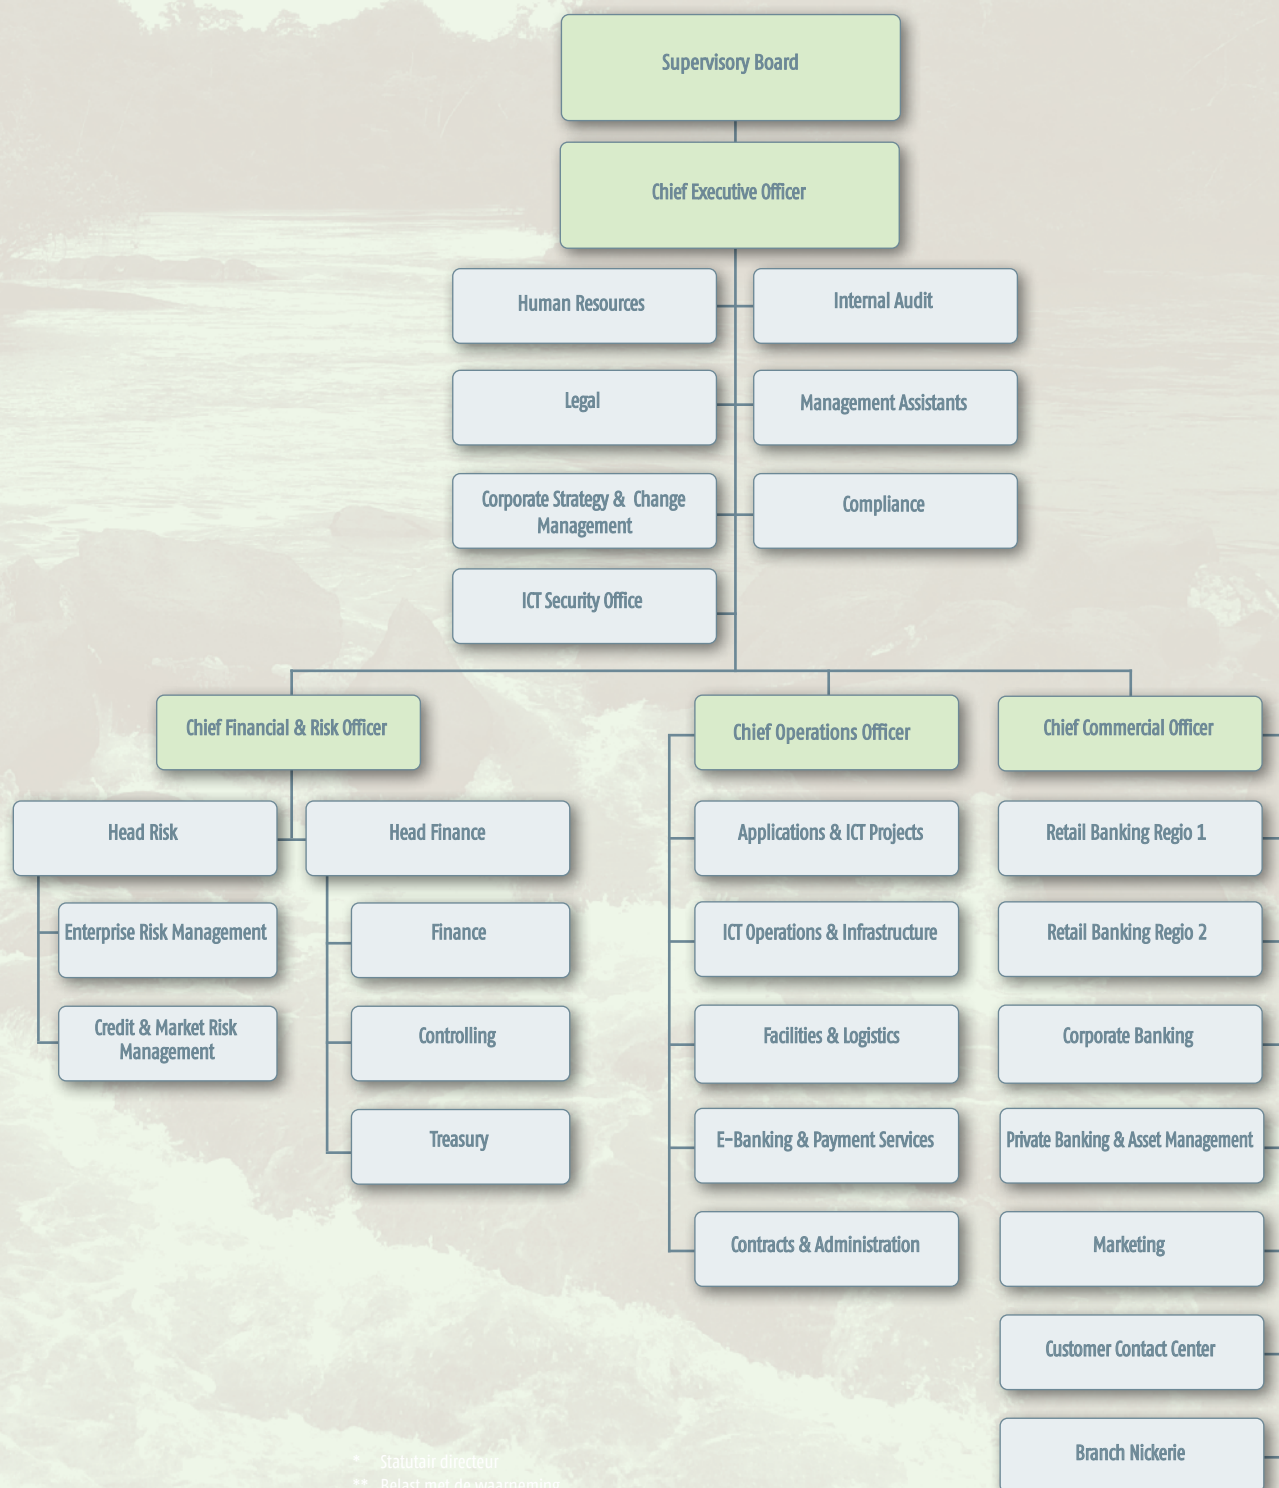 Supervisory Board
Chief Executive Officer
Human Resources
Internal Audit
Legal
Management Assistants
Corporate Strategy & Change
Management
Compliance
ICT Security Office
Chief Financial & Risk Officer
Chief Operations Officer
Chief Commercial Officer
Head Risk
Head Finance
Applications & ICT Projects
Retail Banking Regio 1
Enterprise Risk Management
Finance
ICT Operations & Infrastructure
Retail Banking Regio 2
Credit & Market Risk
Management
Controlling
Facilities & Logistics
Corporate Banking
Treasury
E-Banking & Payment Services
Private Banking & Asset Management
Contracts & Administration
Marketing
Customer Contact Center
Branch Nickerie
* Statutair directeur
** Belast met de waarneming